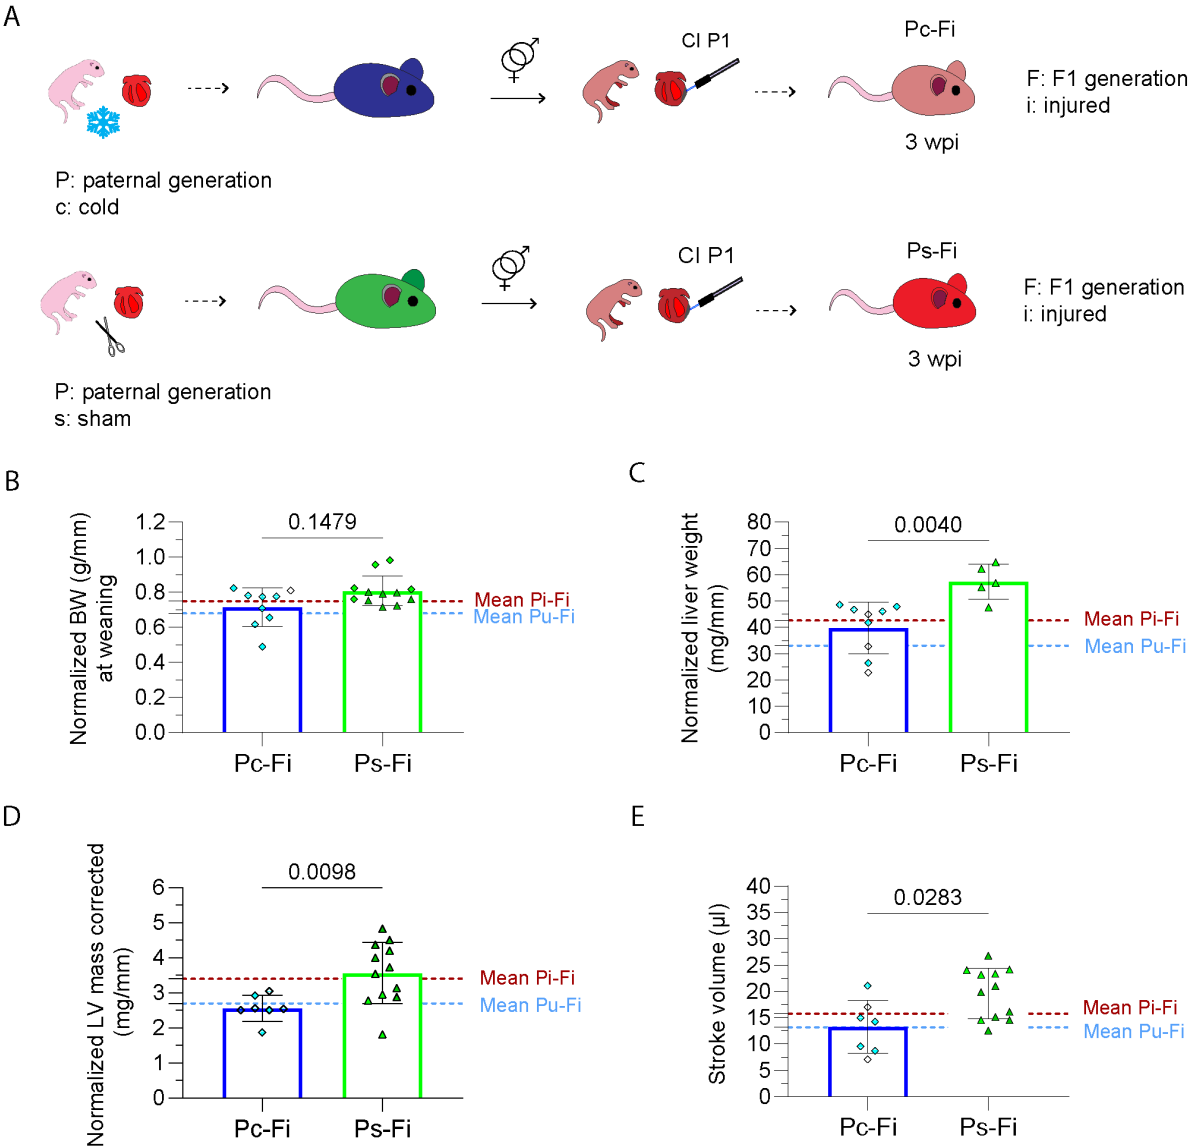 A
CI P1
Pc-Fi
F: F1 generation
i: injured
3 wpi
P: paternal generation
c: cold
CI P1
Ps-Fi
F: F1 generation
i: injured
3 wpi
P: paternal generation
s: sham
B
Normalized BW (g/mm)
at weaning
1.2
1.0
0.8
0.6
0.4
0.2
0.0
0.1479
Mean Pi-Fi
Mean Pu-Fi
Pc-Fi
Ps-Fi
C
Normalized liver weight
(mg/mm)
80
70
60
50
40
30
20
10
0
0.0040
Mean Pi-Fi
Mean Pu-Fi
Pc-Fi
Ps-Fi
D
Normalized LV mass corrected
(mg/mm)
6
5
4
3
2
1
0
0.0098
Mean Pi-Fi
Mean Pu-Fi
Pc-Fi
Ps-Fi
E
Stroke volume (µl)
40
35
30
25
20
15
10
5
0
0.0283
Mean Pi-Fi
Mean Pu-Fi
Pc-Fi
Ps-Fi